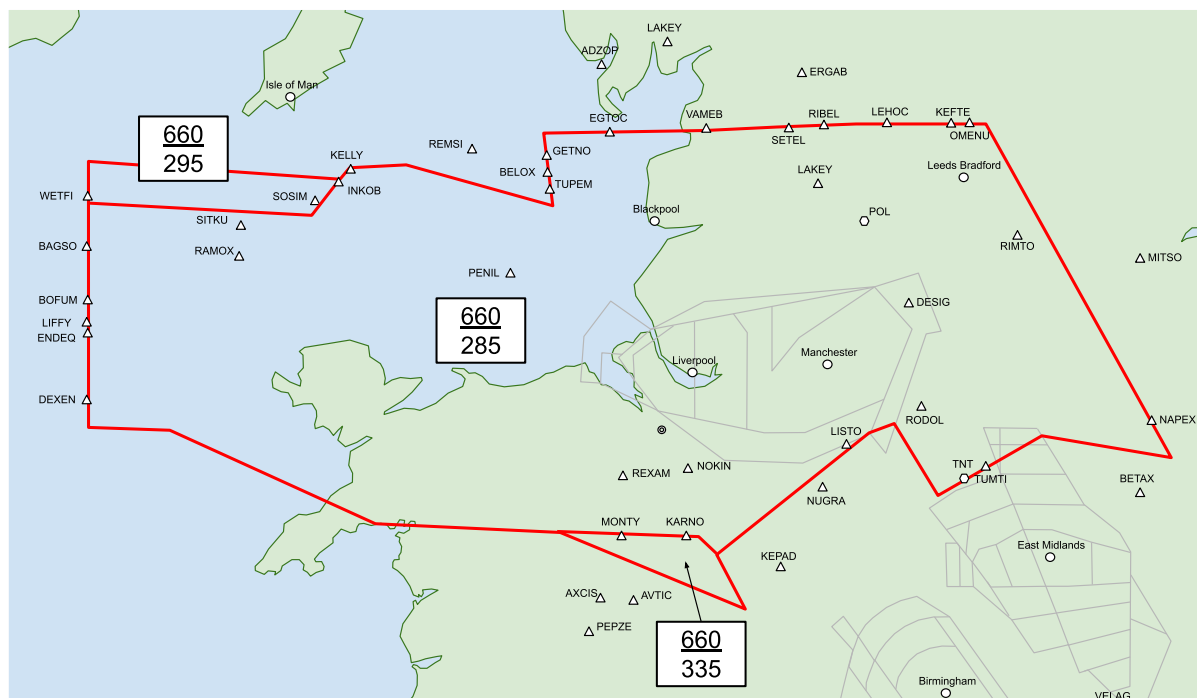 LAKEY
ADZOP
ERGAB
Isle of Man
EGTOC
VAMEB
SETEL
RIBEL
LEHOC
KEFTE
OMENU
660
295
KELLY
REMSI
GETNO
BELOX
TUPEM
Leeds Bradford
WETFI
SOSIM
INKOB
LAKEY
SITKU
Blackpool
POL
BAGSO
RAMOX
RIMTO
MITSO
PENIL
BOFUM
LIFFY
ENDEQ
660
285
DESIG
Liverpool
Manchester
DEXEN
RODOL
NAPEX
LISTO
REXAM
NOKIN
TNT
TUMTI
BETAX
NUGRA
MONTY
KARNO
KEPAD
East Midlands
AXCIS
AVTIC
PEPZE
660
335
Birmingham
VELAG